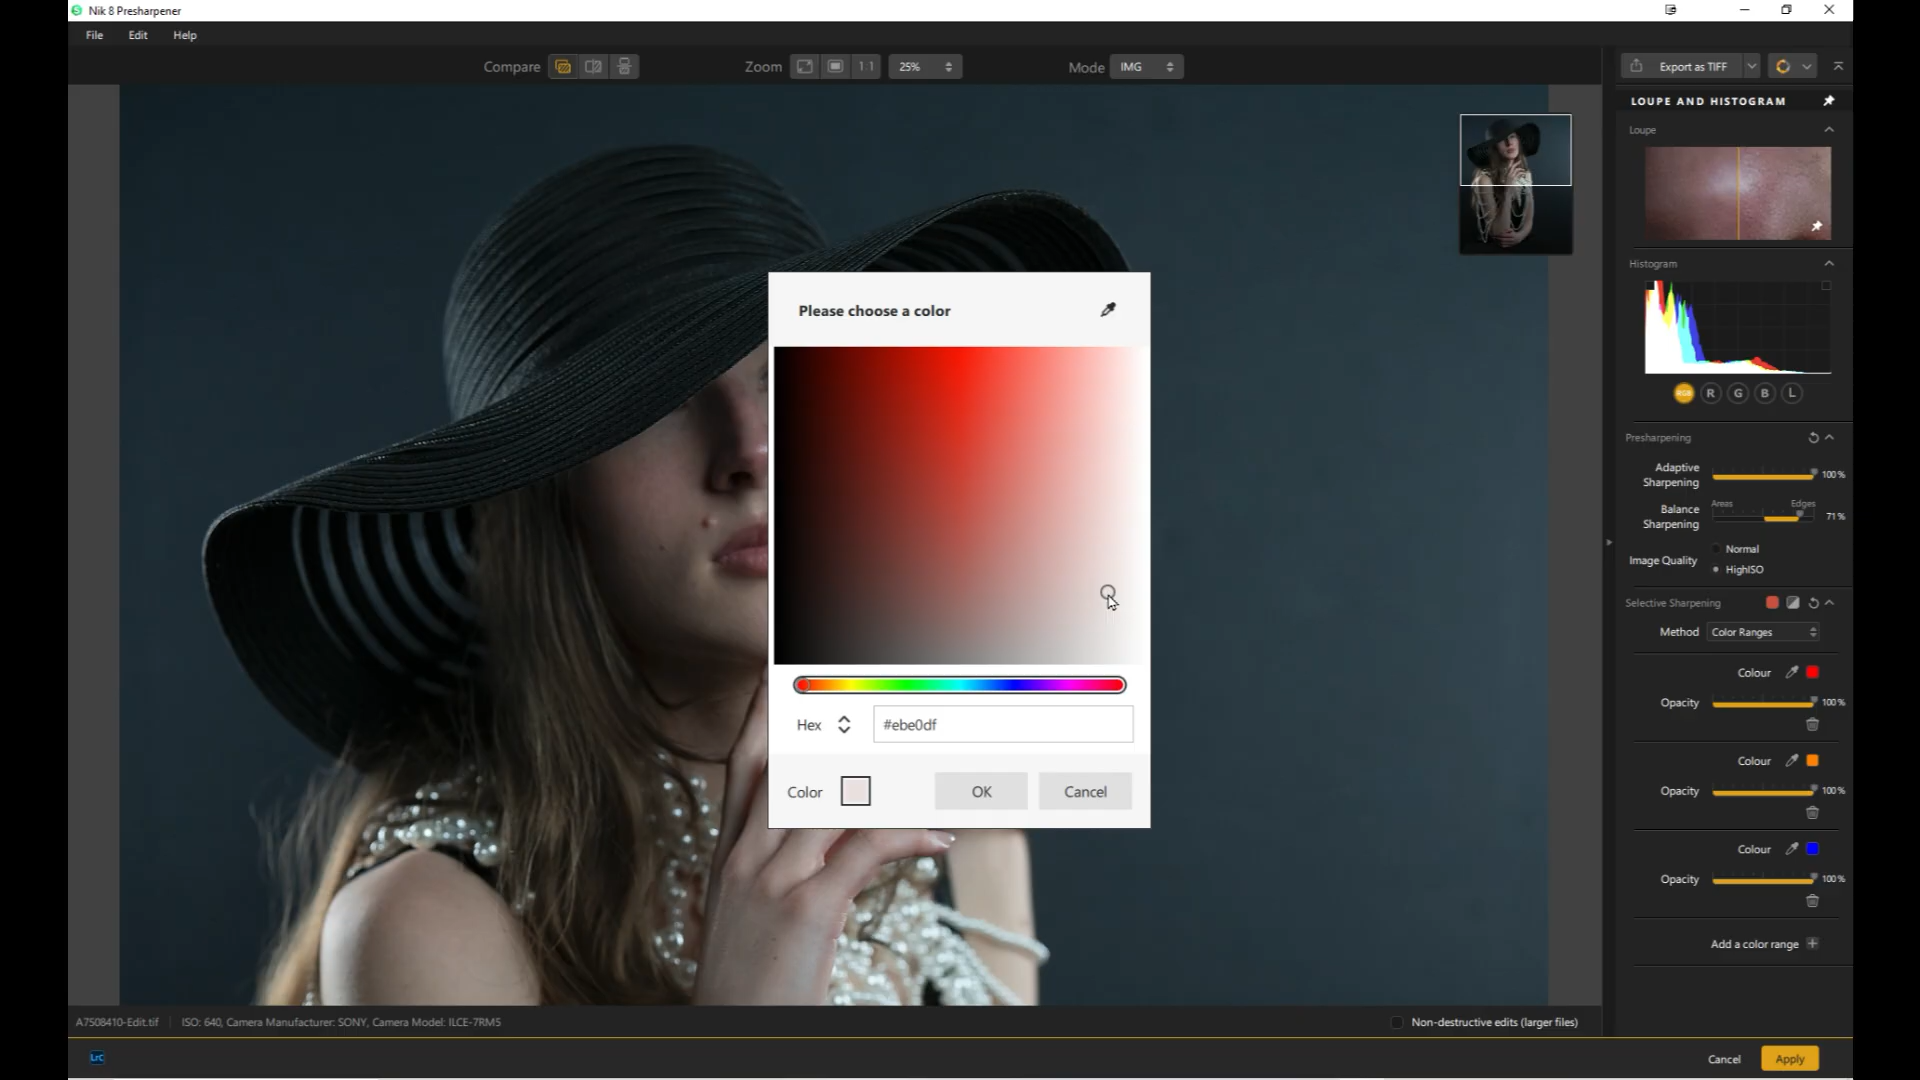 Nik 8 Presharpener
File Edit Help
Compare Zoom 1:1 25% Mode IMG
Export as TIFF
LOUPE AND HISTOGRAM
Loupe
Histogram
RGB R G B L
Presharpening
Adaptive Sharpening 100%
Areas Edges
Balance Sharpening 71%
Image Quality
Normal
HighISO
Selective Sharpening
Method Color Ranges
Colour
Opacity 100%
Colour
Opacity 100%
Colour
Opacity 100%
Add a color range
Please choose a color
Hex #ebe0df
Color OK Cancel
A7508410-Edit.tif ISO: 640, Camera Manufacturer: SONY, Camera Model: ILCE-7RM5
Non-destructive edits (larger files)
LrC
Cancel Apply